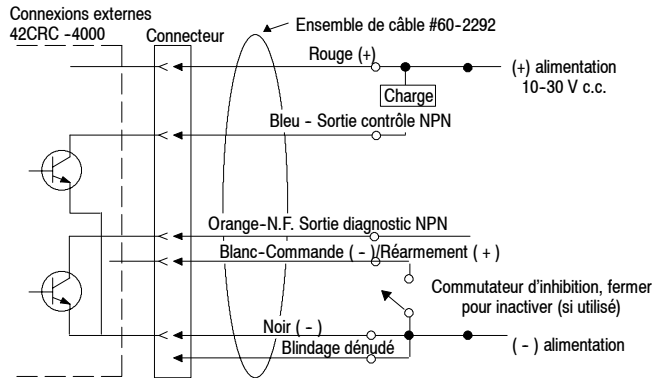 Connexions externes
42CRC -4000
Connecteur
Ensemble de câble #60-2292
Rouge (+)
(+) alimentation
10-30 V c.c.
Charge
Bleu - Sortie contrôle NPN
Orange-N.F. Sortie diagnostic NPN
Blanc-Commande ( - )/Réarmement ( + )
Commutateur d'inhibition, fermer
pour inactiver (si utilisé)
Noir ( - )
( - ) alimentation
Blindage dénudé